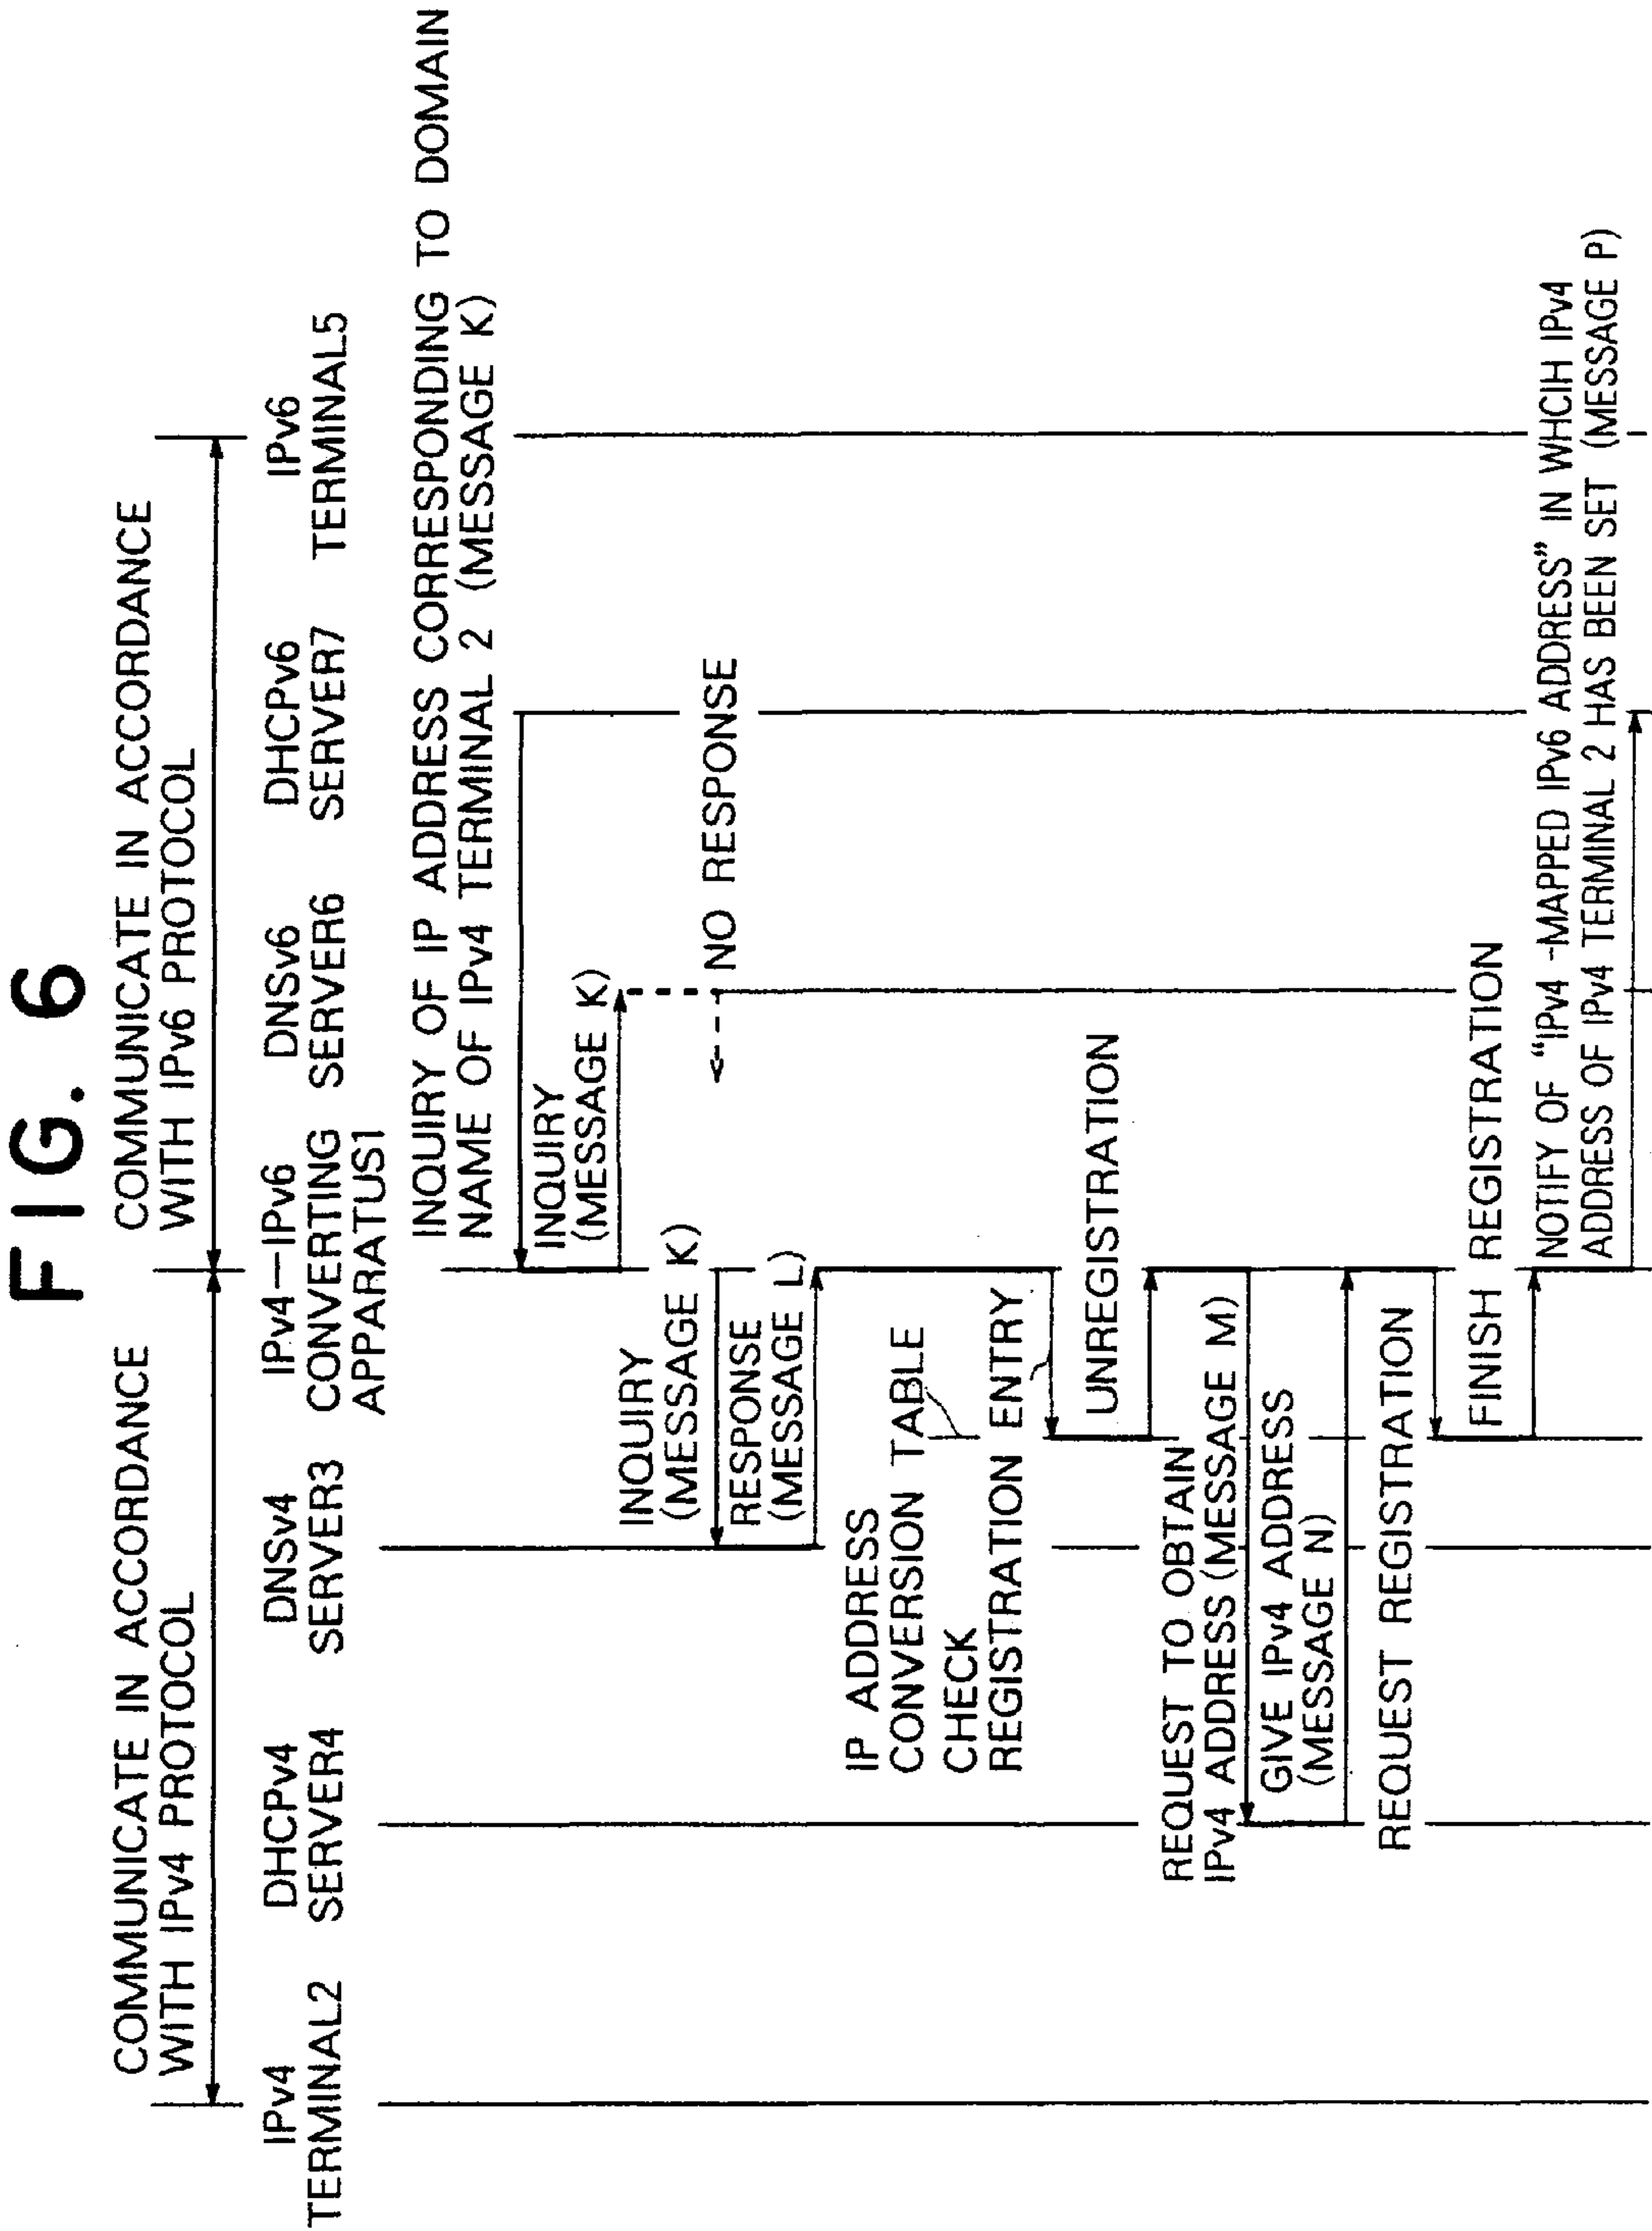 FIG. 6
COMMUNICATE IN ACCORDANCE
WITH IPv4 PROTOCOL
COMMUNICATE IN ACCORDANCE
WITH IPv6 PROTOCOL
IPv4
TERMINAL2
DHCPv4
SERVER4
DNSv4
SERVER3
IPv4—IPv6
CONVERTING
APPARATUS1
DNSv6
SERVER6
DHCPv6
SERVER7
IPv6
TERMINAL5
INQUIRY OF IP ADDRESS CORRESPONDING TO DOMAIN
NAME OF IPv4 TERMINAL 2 (MESSAGE K)
INQUIRY
(MESSAGE K)
INQUIRY
(MESSAGE K)
NO RESPONSE
RESPONSE
(MESSAGE L)
IP ADDRESS
CONVERSION TABLE
CHECK
REGISTRATION ENTRY
UNREGISTRATION
REQUEST TO OBTAIN
IPv4 ADDRESS (MESSAGE M)
GIVE IPv4 ADDRESS
(MESSAGE N)
REQUEST REGISTRATION
FINISH REGISTRATION
NOTIFY OF "IPv4 -MAPPED IPv6 ADDRESS" IN WHCIH IPv4
ADDRESS OF IPv4 TERMINAL 2 HAS BEEN SET (MESSAGE P)